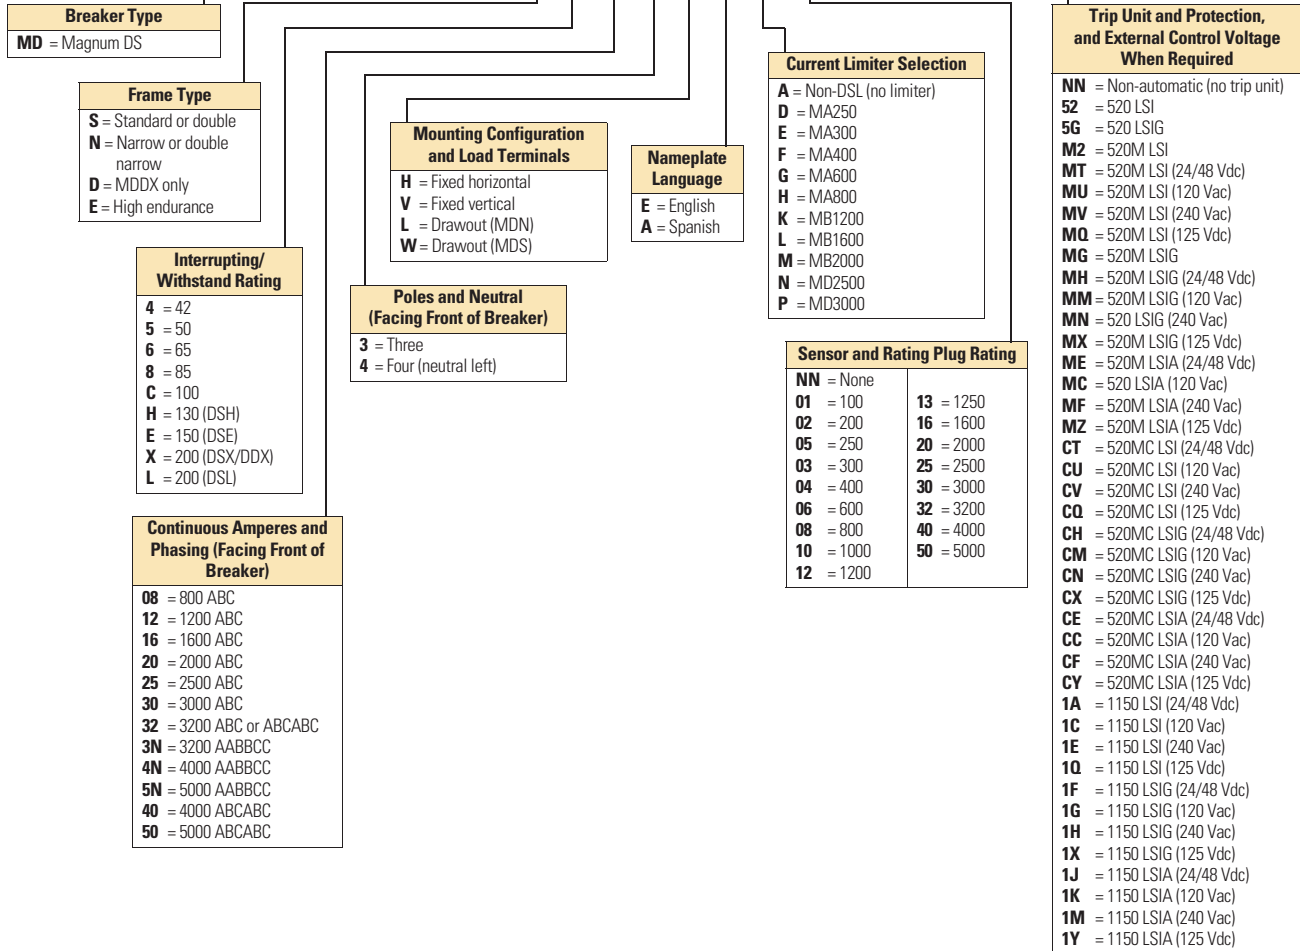 Breaker Type
MD = Magnum DS
Frame Type
S = Standard or double
N = Narrow or double
narrow
D = MDDX only
E = High endurance
Interrupting/
Withstand Rating
4 = 42
5 = 50
6 = 65
8 = 85
C = 100
H = 130 (DSH)
E = 150 (DSE)
X = 200 (DSX/DDX)
L = 200 (DSL)
Continuous Amperes and
Phasing (Facing Front of
Breaker)
08 = 800 ABC
12 = 1200 ABC
16 = 1600 ABC
20 = 2000 ABC
25 = 2500 ABC
30 = 3000 ABC
32 = 3200 ABC or ABCABC
3N = 3200 AABBCC
4N = 4000 AABBCC
5N = 5000 AABBCC
40 = 4000 ABCABC
50 = 5000 ABCABC
Poles and Neutral
(Facing Front of Breaker)
3 = Three
4 = Four (neutral left)
Mounting Configuration
and Load Terminals
H = Fixed horizontal
V = Fixed vertical
L = Drawout (MDN)
W = Drawout (MDS)
Nameplate
Language
E = English
A = Spanish
Current Limiter Selection
A = Non-DSL (no limiter)
D = MA250
E = MA300
F = MA400
G = MA600
H = MA800
K = MB1200
L = MB1600
M = MB2000
N = MD2500
P = MD3000
Sensor and Rating Plug Rating
NN = None
01 = 100
02 = 200
05 = 250
03 = 300
04 = 400
06 = 600
08 = 800
10 = 1000
12 = 1200
13 = 1250
16 = 1600
20 = 2000
25 = 2500
30 = 3000
32 = 3200
40 = 4000
50 = 5000
Trip Unit and Protection,
and External Control Voltage
When Required
NN = Non-automatic (no trip unit)
52 = 520 LSI
5G = 520 LSIG
M2 = 520M LSI
MT = 520M LSI (24/48 Vdc)
MU = 520M LSI (120 Vac)
MV = 520M LSI (240 Vac)
MQ = 520M LSI (125 Vdc)
MG = 520M LSIG
MH = 520M LSIG (24/48 Vdc)
MM = 520M LSIG (120 Vac)
MN = 520 LSIG (240 Vac)
MX = 520M LSIG (125 Vdc)
ME = 520M LSIA (24/48 Vdc)
MC = 520 LSIA (120 Vac)
MF = 520M LSIA (240 Vac)
MZ = 520M LSIA (125 Vdc)
CT = 520MC LSI (24/48 Vdc)
CU = 520MC LSI (120 Vac)
CV = 520MC LSI (240 Vac)
CQ = 520MC LSI (125 Vdc)
CH = 520MC LSIG (24/48 Vdc)
CM = 520MC LSIG (120 Vac)
CN = 520MC LSIG (240 Vac)
CX = 520MC LSIG (125 Vdc)
CE = 520MC LSIA (24/48 Vdc)
CC = 520MC LSIA (120 Vac)
CF = 520MC LSIA (240 Vac)
CY = 520MC LSIA (125 Vdc)
1A = 1150 LSI (24/48 Vdc)
1C = 1150 LSI (120 Vac)
1E = 1150 LSI (240 Vac)
1Q = 1150 LSI (125 Vdc)
1F = 1150 LSIG (24/48 Vdc)
1G = 1150 LSIG (120 Vac)
1H = 1150 LSIG (240 Vac)
1X = 1150 LSIG (125 Vdc)
1J = 1150 LSIA (24/48 Vdc)
1K = 1150 LSIA (120 Vac)
1M = 1150 LSIA (240 Vac)
1Y = 1150 LSIA (125 Vdc)